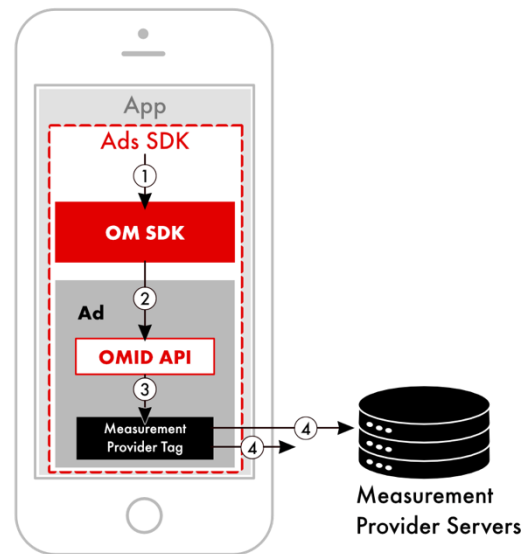 App
Ads SDK
1
OM SDK
2
Ad
OMID API
3
Measurement
Provider Tag
4
4
Measurement
Provider Servers